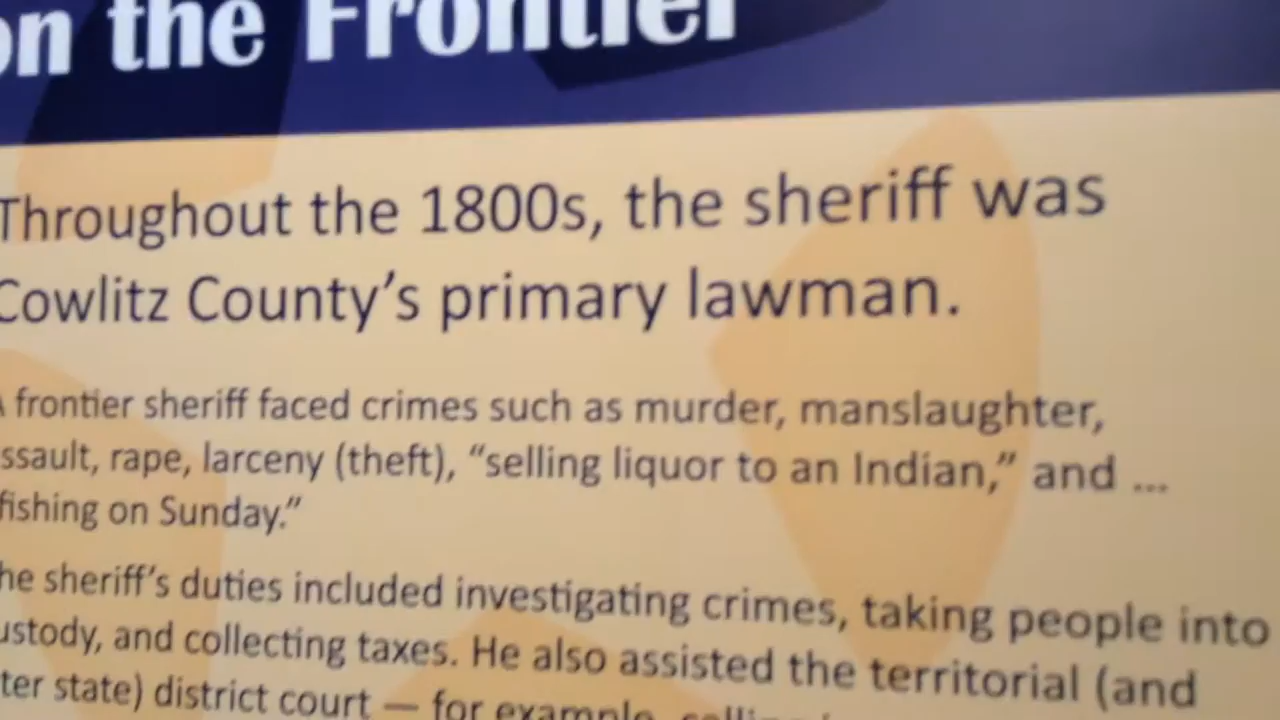 on the Frontier
Throughout the 1800s, the sheriff was
Cowlitz County’s primary lawman.
A frontier sheriff faced crimes such as murder, manslaughter,
ssault, rape, larceny (theft), “selling liquor to an Indian,” and ...
fishing on Sunday.”
he sheriff’s duties included investigating crimes, taking people into
ustody, and collecting taxes. He also assisted the territorial (and
ter state) district court — for example,